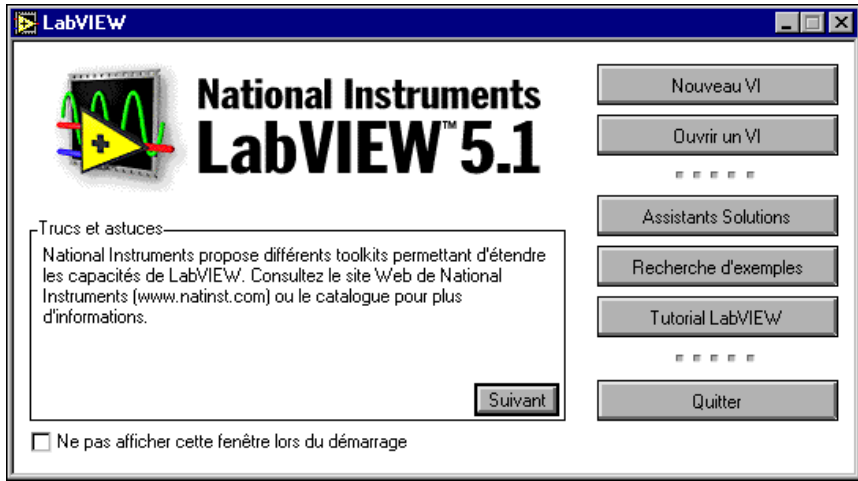 LabVIEW
National Instruments
LabVIEW™ 5.1
Trucs et astuces
National Instruments propose différents toolkits permettant d'étendre
les capacités de LabVIEW. Consultez le site Web de National
Instruments (www.natinst.com) ou le catalogue pour plus
d'informations.
Suivant
Ne pas afficher cette fenêtre lors du démarrage
Nouveau VI
Ouvrir un VI
Assistants Solutions
Recherche d'exemples
Tutorial LabVIEW
Quitter